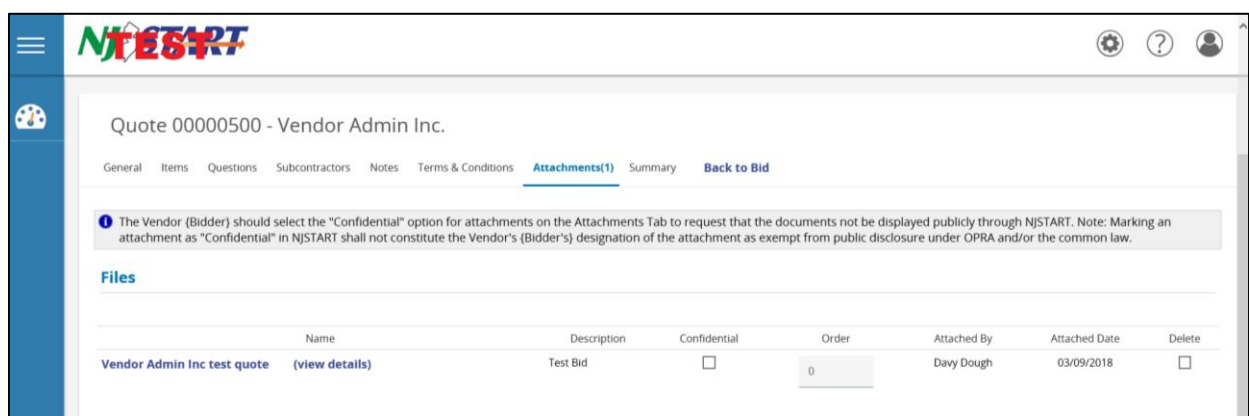 NJSTART
TEST
Quote 00000500 - Vendor Admin Inc.
General Items Questions Subcontractors Notes Terms & Conditions Attachments(1) Summary Back to Bid
The Vendor {Bidder} should select the "Confidential" option for attachments on the Attachments Tab to request that the documents not be displayed publicly through NJSTART. Note: Marking an
attachment as "Confidential" in NJSTART shall not constitute the Vendor's {Bidder's} designation of the attachment as exempt from public disclosure under OPRA and/or the common law.
Files
Name Description Confidential Order Attached By Attached Date Delete
Vendor Admin Inc test quote (view details) Test Bid 0 Davy Dough 03/09/2018